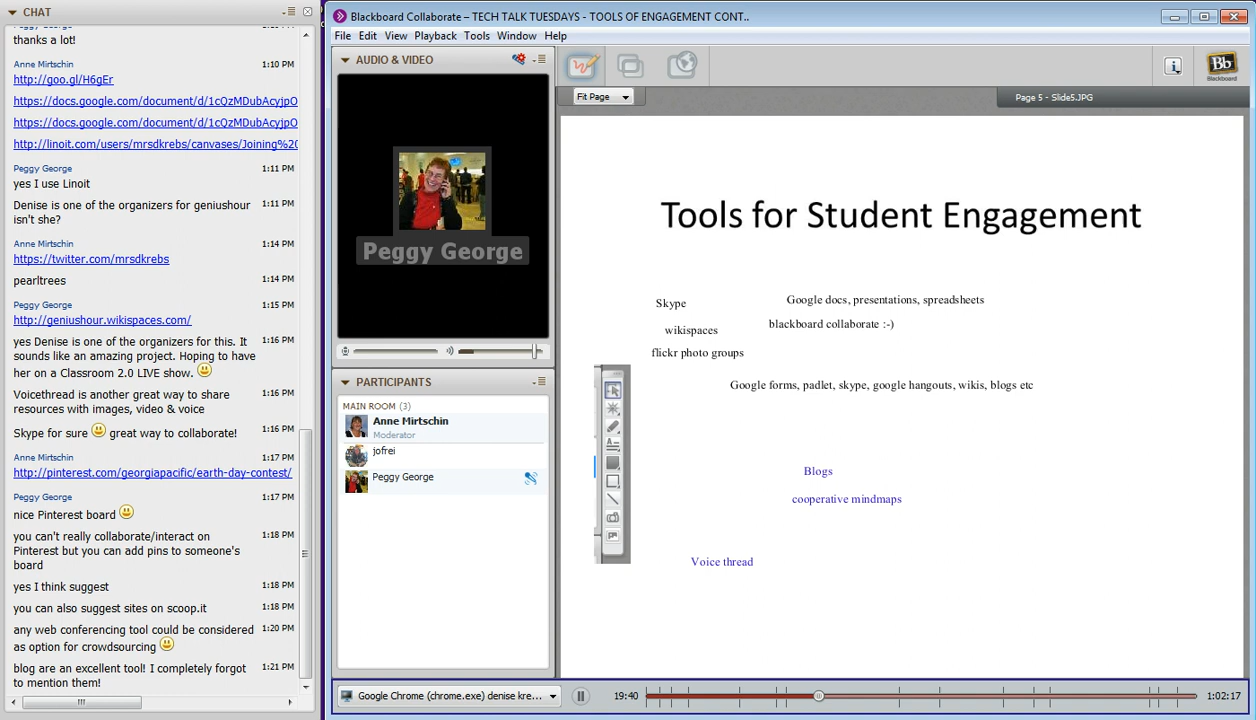 CHAT
thanks a lot!
Anne Mirtschin 1:10 PM
http://goo.gl/H6gEr
https://docs.google.com/document/d/1cQzMDubAcyjpO
https://docs.google.com/document/d/1cQzMDubAcyjpO
http://linoit.com/users/mrsdkrebs/canvases/Joining%20
Peggy George 1:11 PM
yes I use Linoit
Denise is one of the organizers for geniushour 1:11 PM
isn't she?
Anne Mirtschin 1:14 PM
https://twitter.com/mrsdkrebs
pearltrees 1:14 PM
Peggy George 1:15 PM
http://geniushour.wikispaces.com/
yes Denise is one of the organizers for this. It 1:16 PM
sounds like an amazing project. Hoping to have
her on a Classroom 2.0 LIVE show.
Voicethread is another great way to share 1:16 PM
resources with images, video & voice
Skype for sure great way to collaborate! 1:16 PM
Anne Mirtschin 1:17 PM
http://pinterest.com/georgiapacific/earth-day-contest/
Peggy George 1:17 PM
nice Pinterest board
you can't really collaborate/interact on 1:18 PM
Pinterest but you can add pins to someone's
board
yes I think suggest 1:18 PM
you can also suggest sites on scoop.it 1:18 PM
any web conferencing tool could be considered 1:20 PM
as option for crowdsourcing
blog are an excellent tool! I completely forgot 1:21 PM
to mention them!
Blackboard Collaborate – TECH TALK TUESDAYS - TOOLS OF ENGAGEMENT CONT..
File Edit View Playback Tools Window Help
AUDIO & VIDEO
Peggy George
PARTICIPANTS
MAIN ROOM (3)
Anne Mirtschin
Moderator
jofrei
Peggy George
Bb
Blackboard
Fit Page
Page 5 - Slide5.JPG
Tools for Student Engagement
Skype
Google docs, presentations, spreadsheets
blackboard collaborate :-)
wikispaces
flickr photo groups
Google forms, padlet, skype, google hangouts, wikis, blogs etc
Blogs
cooperative mindmaps
Voice thread
Google Chrome (chrome.exe) denise kre...
19:40
1:02:17